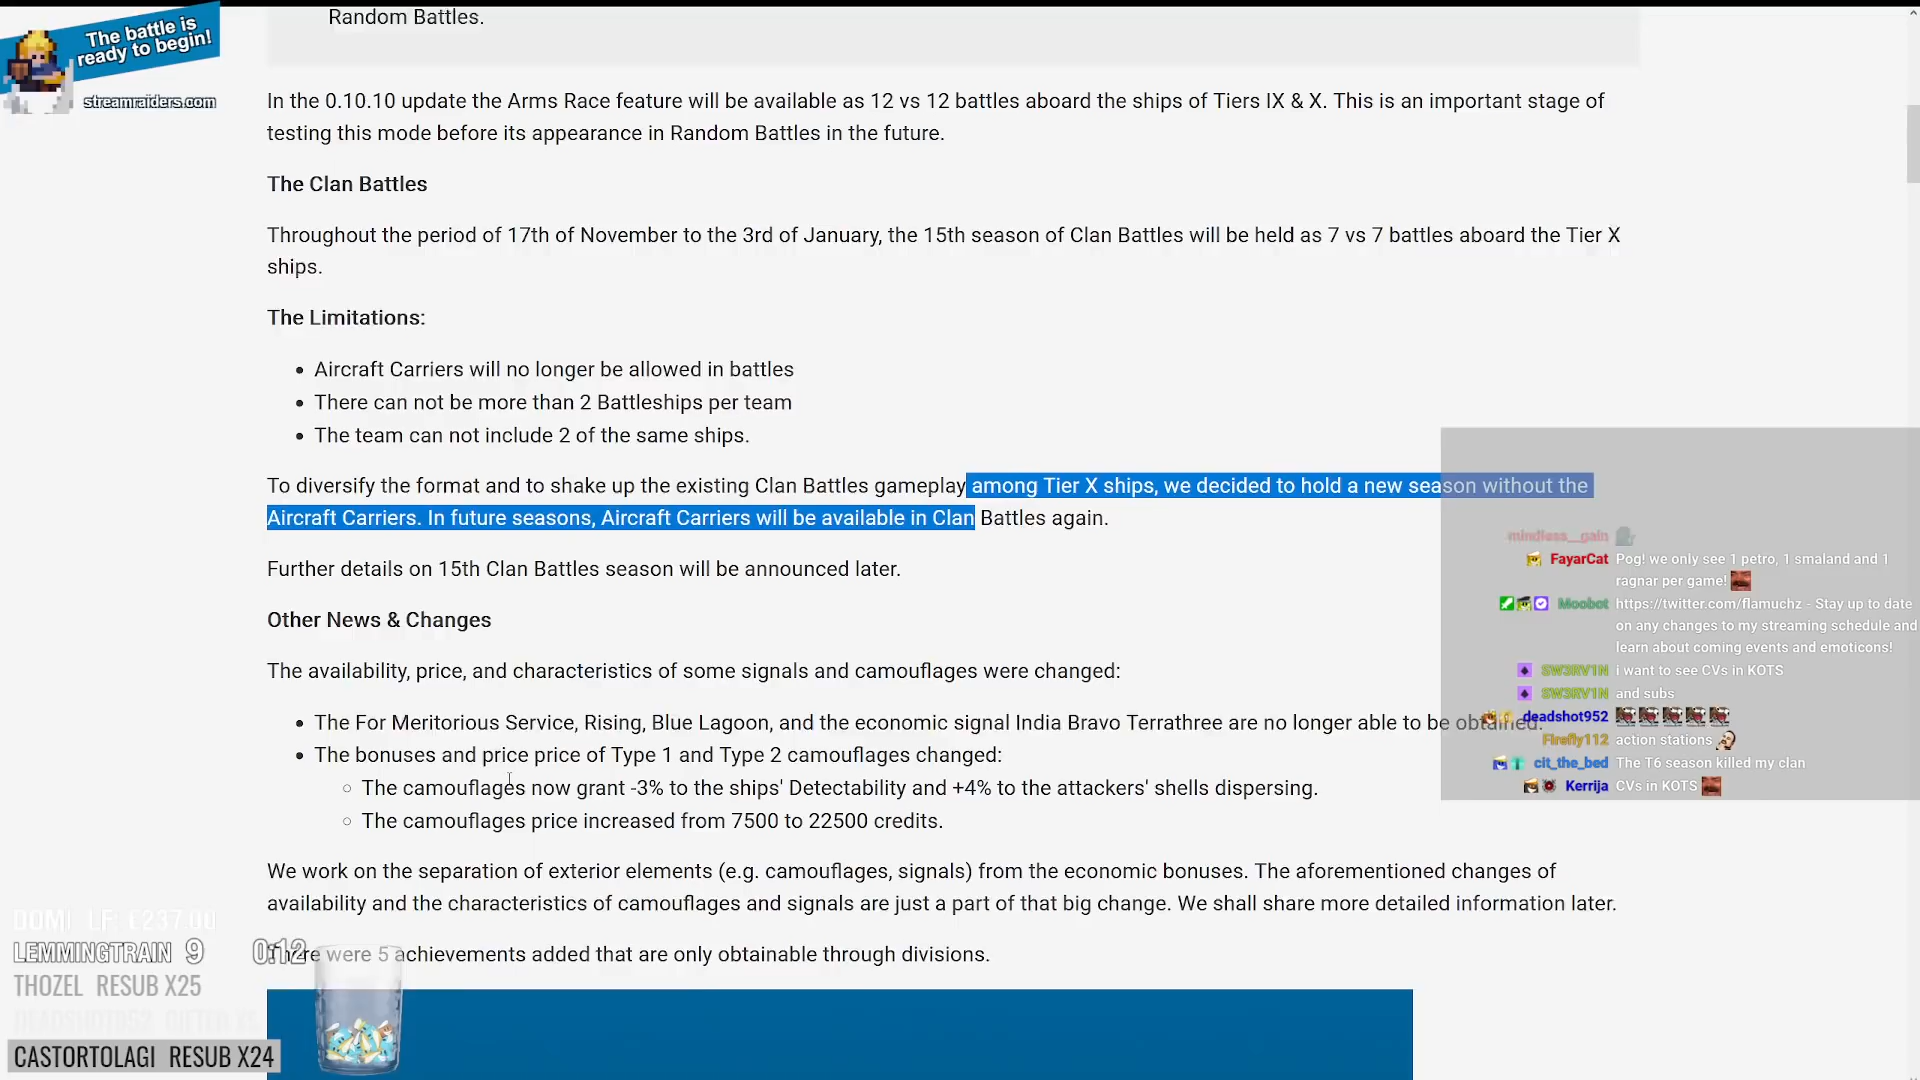 Random Battles.
The battle is
ready to begin!
streamraiders.com
In the 0.10.10 update the Arms Race feature will be available as 12 vs 12 battles aboard the ships of Tiers IX & X. This is an important stage of
testing this mode before its appearance in Random Battles in the future.
The Clan Battles
Throughout the period of 17th of November to the 3rd of January, the 15th season of Clan Battles will be held as 7 vs 7 battles aboard the Tier X
ships.
The Limitations:
Aircraft Carriers will no longer be allowed in battles
There can not be more than 2 Battleships per team
The team can not include 2 of the same ships.
To diversify the format and to shake up the existing Clan Battles gameplay among Tier X ships, we decided to hold a new season without the
Aircraft Carriers. In future seasons, Aircraft Carriers will be available in Clan Battles again.
Further details on 15th Clan Battles season will be announced later.
Other News & Changes
The availability, price, and characteristics of some signals and camouflages were changed:
The For Meritorious Service, Rising, Blue Lagoon, and the economic signal India Bravo Terrathree are no longer able to be obtained.
The bonuses and price price of Type 1 and Type 2 camouflages changed:
The camouflages now grant -3% to the ships' Detectability and +4% to the attackers' shells dispersing.
The camouflages price increased from 7500 to 22500 credits.
We work on the separation of exterior elements (e.g. camouflages, signals) from the economic bonuses. The aforementioned changes of
availability and the characteristics of camouflages and signals are just a part of that big change. We shall share more detailed information later.
There were 5 achievements added that are only obtainable through divisions.
mindless__gain
FayarCat Pog! we only see 1 petro, 1 smaland and 1
ragnar per game!
Moobot https://twitter.com/flamuchz - Stay up to date
on any changes to my streaming schedule and
learn about coming events and emoticons!
SW3RV1N i want to see CVs in KOTS
SW3RV1N and subs
deadshot952
Firefly112 action stations
cit_the_bed The T6 season killed my clan
Kerrija CVs in KOTS
LF: £237.00
LEMMINGTRAIN 9 0:12
THOZEL RESUB X25
DEADSHOT952 GIFTED
CASTORTOLAGI RESUB X24